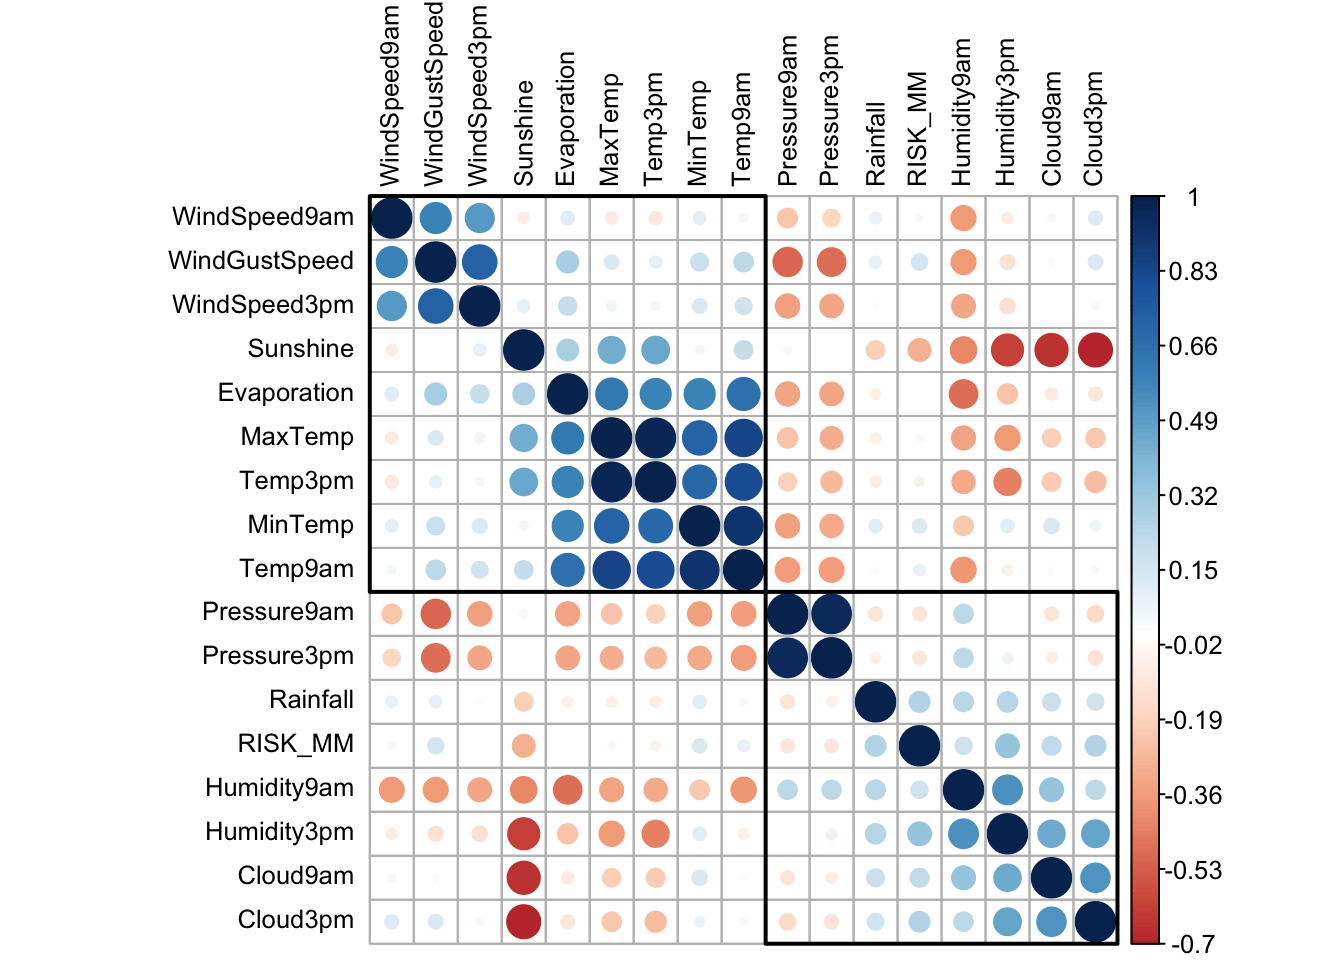 WindSpeed9am
WindGustSpeed
WindSpeed3pm
Sunshine
Evaporation
MaxTemp
Temp3pm
MinTemp
Temp9am
Pressure9am
Pressure3pm
Rainfall
RISK_MM
Humidity9am
Humidity3pm
Cloud9am
Cloud3pm
WindSpeed9am
WindGustSpeed
WindSpeed3pm
Sunshine
Evaporation
MaxTemp
Temp3pm
MinTemp
Temp9am
Pressure9am
Pressure3pm
Rainfall
RISK_MM
Humidity9am
Humidity3pm
Cloud9am
Cloud3pm
1
0.83
0.66
0.49
0.32
0.15
-0.02
-0.19
-0.36
-0.53
-0.7